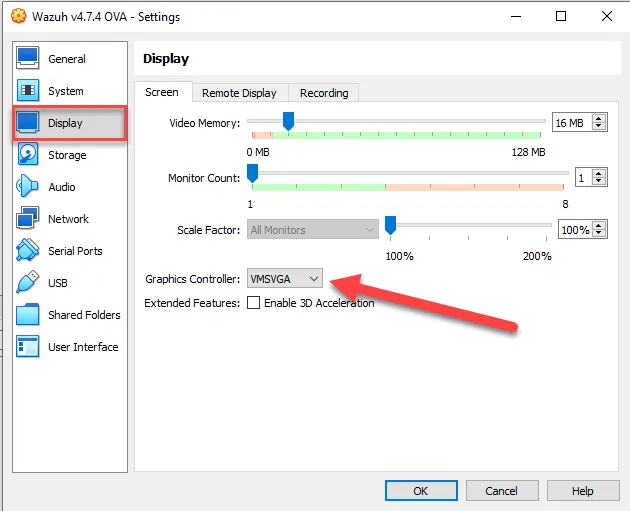 Wazuh v4.7.4 OVA - Settings
General
System
Display
Storage
Audio
Network
Serial Ports
USB
Shared Folders
User Interface
Display
Screen
Remote Display
Recording
Video Memory:
16 MB
0 MB
128 MB
Monitor Count:
1
1
8
Scale Factor:
All Monitors
100%
100%
200%
Graphics Controller:
VMSVGA
Extended Features:
Enable 3D Acceleration
OK
Cancel
Help